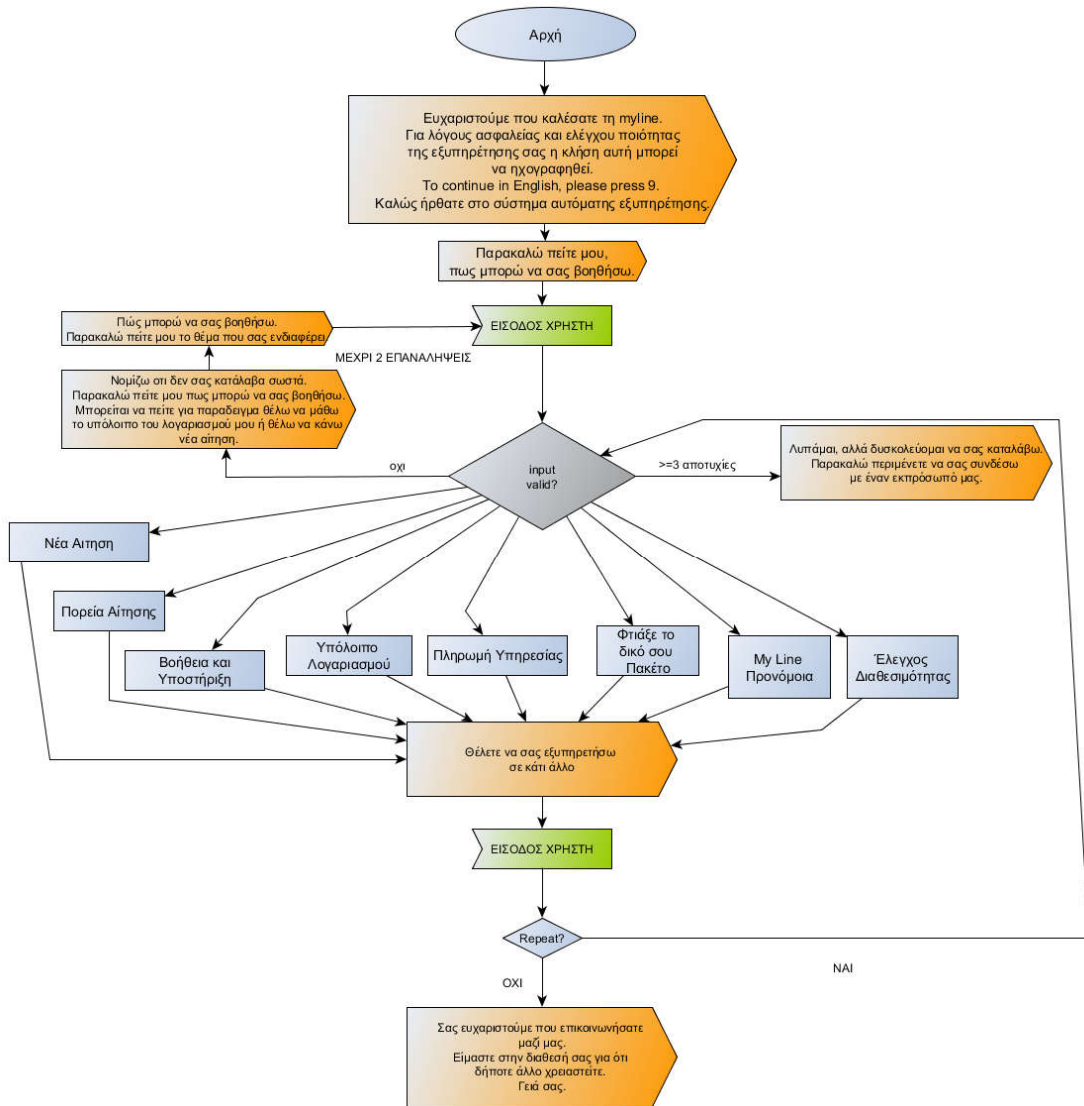 Αρχή
Ευχαριστούμε που καλέσατε τη myline.
Για λόγους ασφαλείας και ελέγχου ποιότητας
της εξυπηρέτησης σας η κλήση αυτή μπορεί
να ηχογραφηθεί.
To continue in English, please press 9.
Καλώς ήρθατε στο σύστημα αυτόματης εξυπηρέτησης.
Παρακαλώ πείτε μου,
πως μπορώ να σας βοηθήσω.
ΕΙΣΟΔΟΣ ΧΡΗΣΤΗ
Πώς μπορώ να σας βοηθήσω.
Παρακαλώ πείτε μου το θέμα που σας ενδιαφέρει.
ΜΕΧΡΙ 2 ΕΠΑΝΑΛΗΨΕΙΣ
Νομίζω οτι δεν σας κατάλαβα σωστά.
Παρακαλώ πείτε μου πως μπορώ να σας βοηθήσω.
Μπορείται να πείτε για παραδειγμα θέλω να μάθω
το υπόλοιπο του λογαριασμού μου ή θέλω να κάνω
νέα αίτηση.
οχι
input
valid?
>=3 αποτυχίες
Λυπάμαι, αλλά δυσκολεύομαι να σας καταλάβω.
Παρακαλώ περιμένετε να σας συνδέσω
με έναν εκπρόσωπό μας.
Νέα Αιτηση
Πορεία Αίτησης
Βοήθεια και
Υποστήριξη
Υπόλοιπο
Λογαριασμού
Πληρωμή Υπηρεσίας
Φτιάξε το
δικό σου
Πακέτο
My Line
Προνόμοια
Έλεγχος
Διαθεσιμότητας
Θέλετε να σας εξυπηρετήσω
σε κάτι άλλο
ΕΙΣΟΔΟΣ ΧΡΗΣΤΗ
Repeat?
ΝΑΙ
ΟΧΙ
Σας ευχαριστούμε που επικοινωνήσατε
μαζί μας.
Είμαστε στην διαθεσή σας για ότι
δήποτε άλλο χρειαστείτε.
Γειά σας.